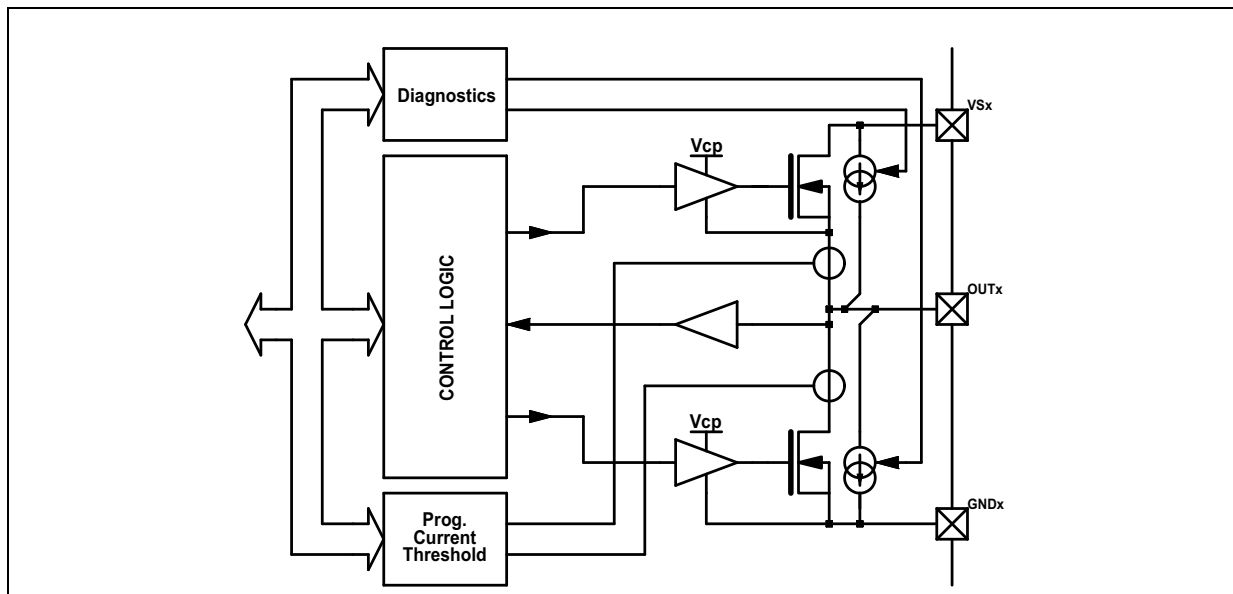 Diagnostics
VSx
Vcp
CONTROL LOGIC
OUTx
Vcp
GNDx
Prog.
Current
Threshold